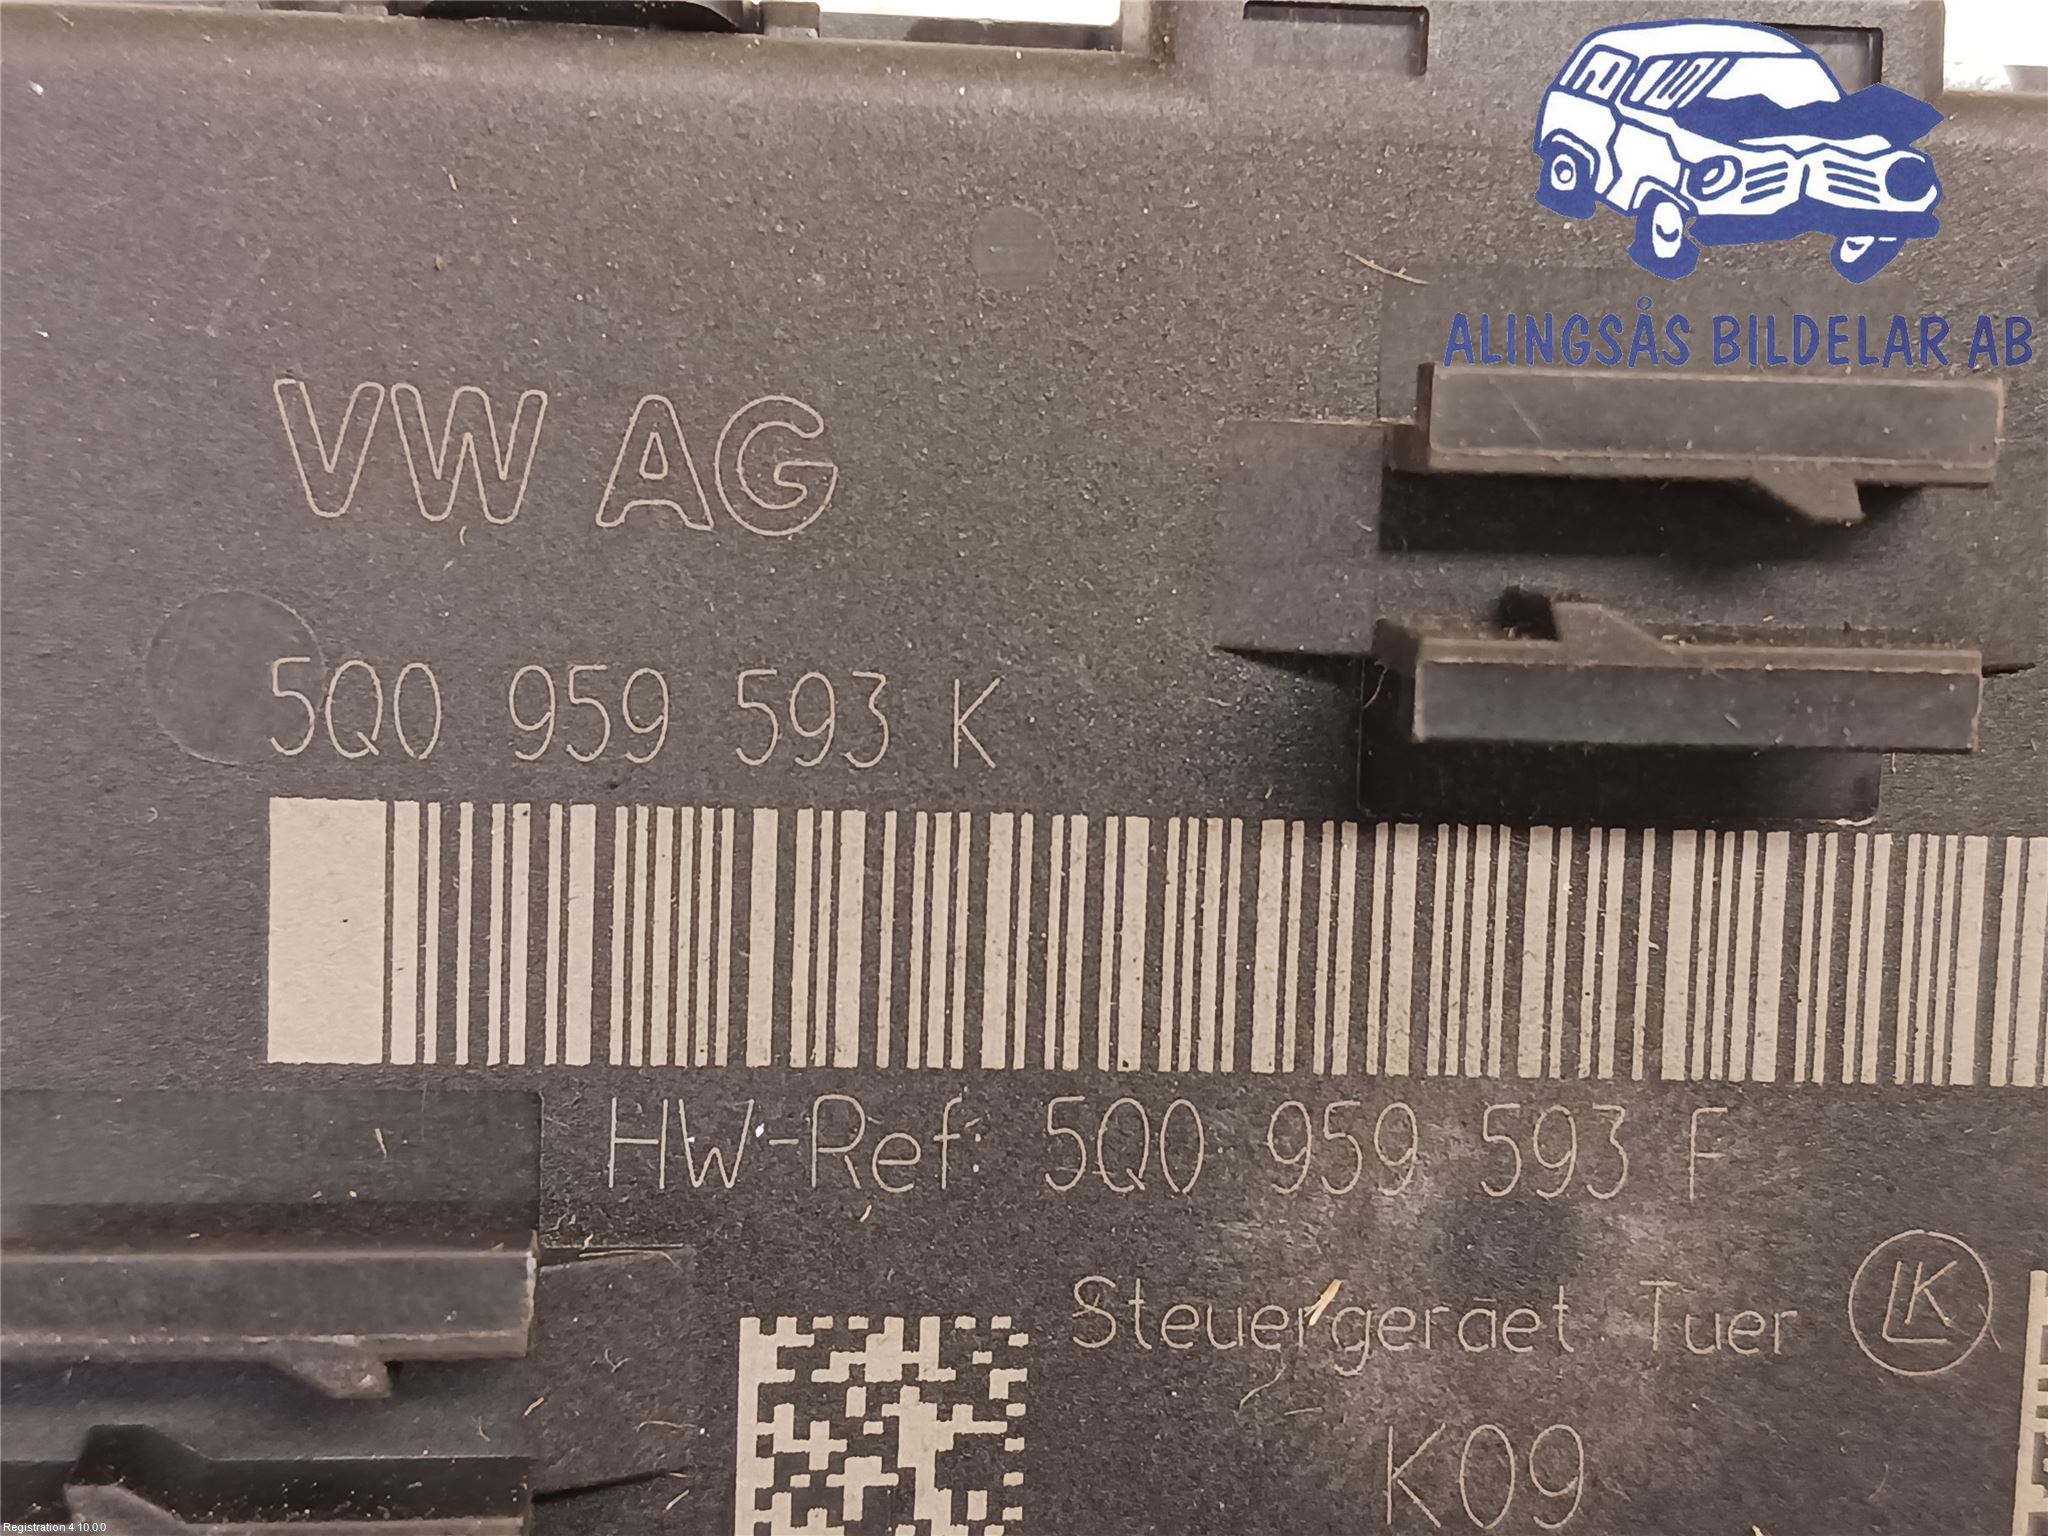 ALINGSÅS BILDELAR AB
VW AG
5Q0 959 593 K
HW-Ref: 5Q0 959 593 F
Steuergeraet Tuer LK
K09
Registration 4.10.0.0